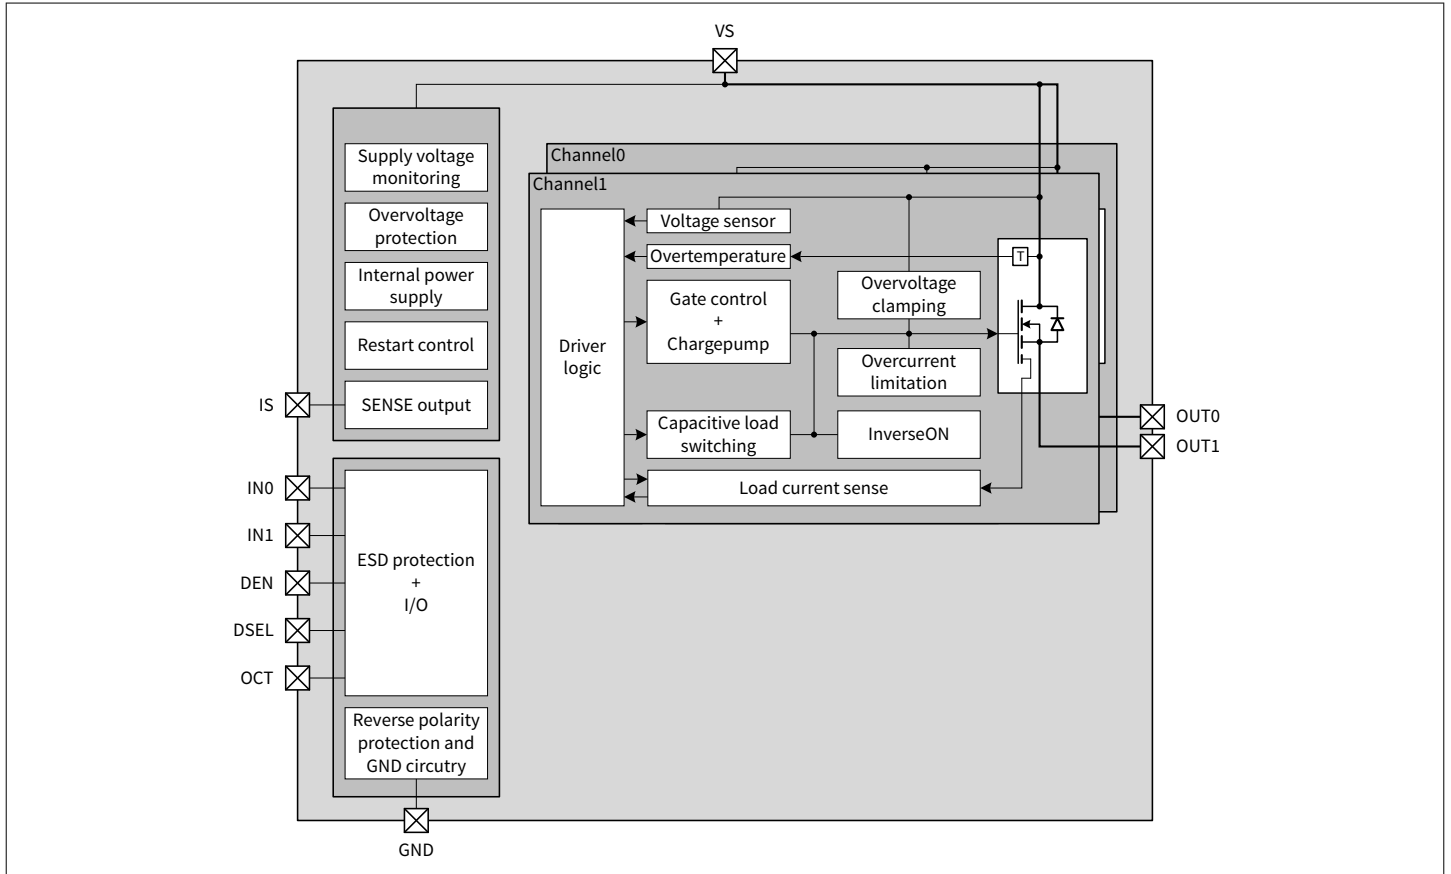 VS
Supply voltage
monitoring
Overvoltage
protection
Internal power
supply
Restart control
SENSE output
IS
IN0
IN1
DEN
DSEL
OCT
ESD protection
+
I/O
Reverse polarity
protection and
GND circutry
GND
Channel0
Channel1
Driver
logic
Voltage sensor
Overtemperature
Gate control
+
Chargepump
Overvoltage
clamping
Overcurrent
limitation
T
Capacitive load
switching
InverseON
Load current sense
OUT0
OUT1